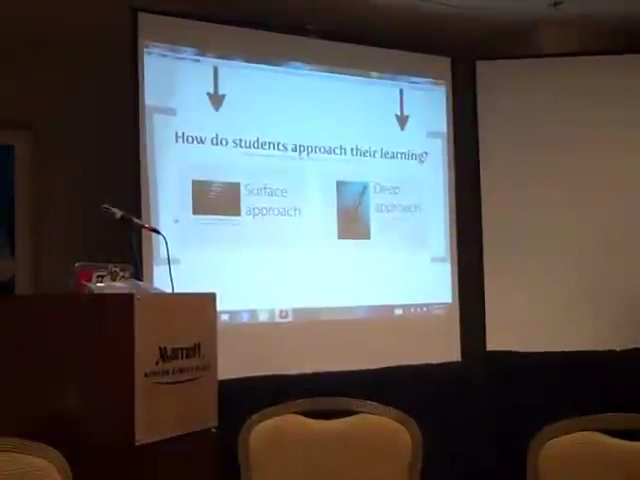 How do students approach their learning?
Surface
approach
Deep
approach
Marriott